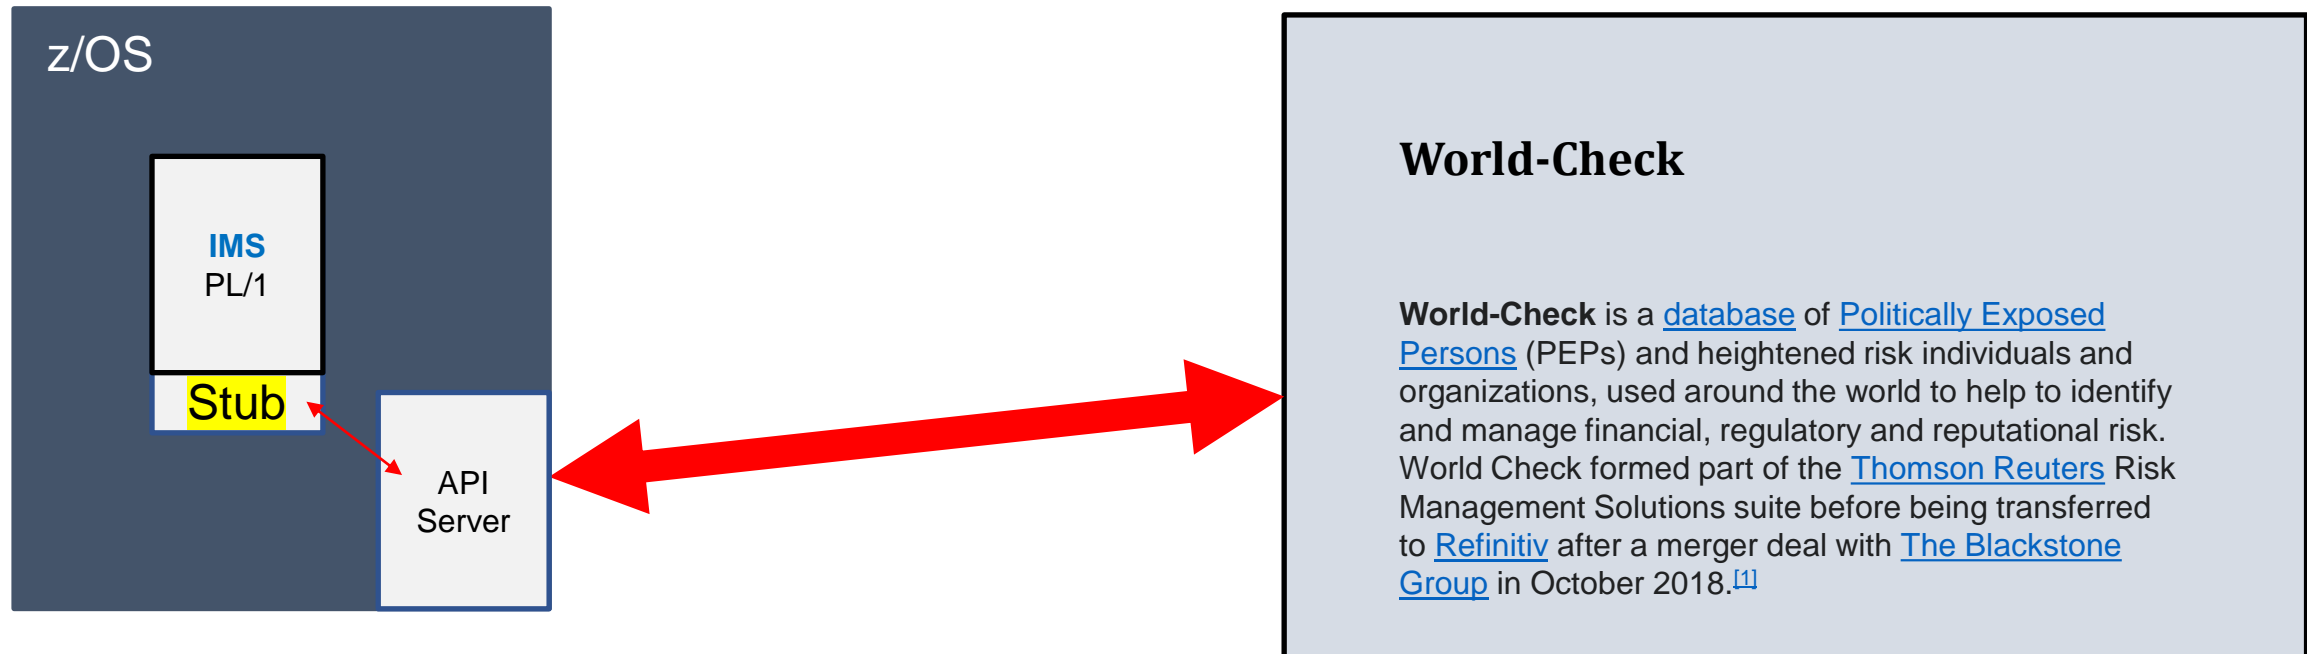 z/OS
IMS
PL/1
Stub
API
Server
World-Check
World-Check is a database of Politically Exposed
Persons (PEPs) and heightened risk individuals and
organizations, used around the world to help to identify
and manage financial, regulatory and reputational risk.
World Check formed part of the Thomson Reuters Risk
Management Solutions suite before being transferred
to Refinitiv after a merger deal with The Blackstone
Group in October 2018.[1]